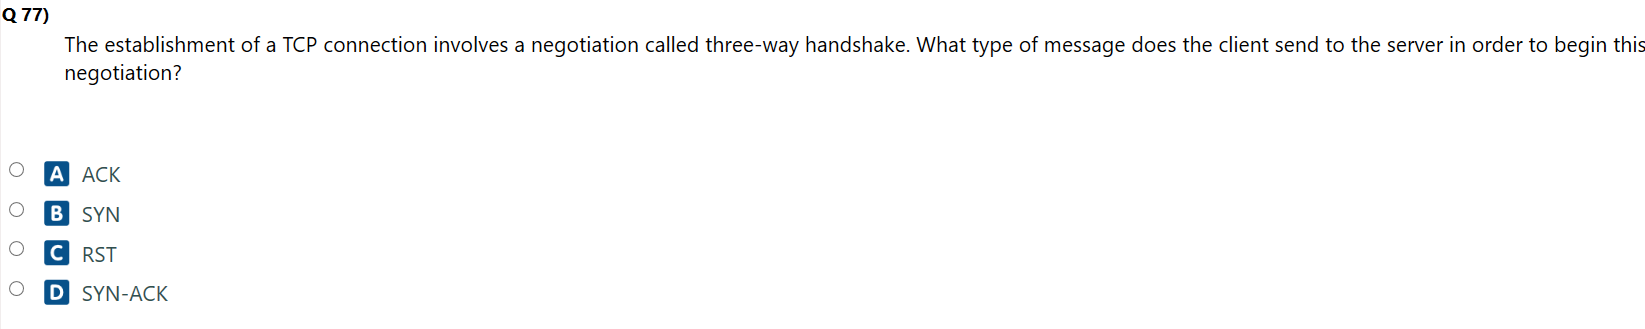 Q 77)
The establishment of a TCP connection involves a negotiation called three-way handshake. What type of message does the client send to the server in order to begin this
negotiation?
A ACK
B SYN
C RST
D SYN-ACK